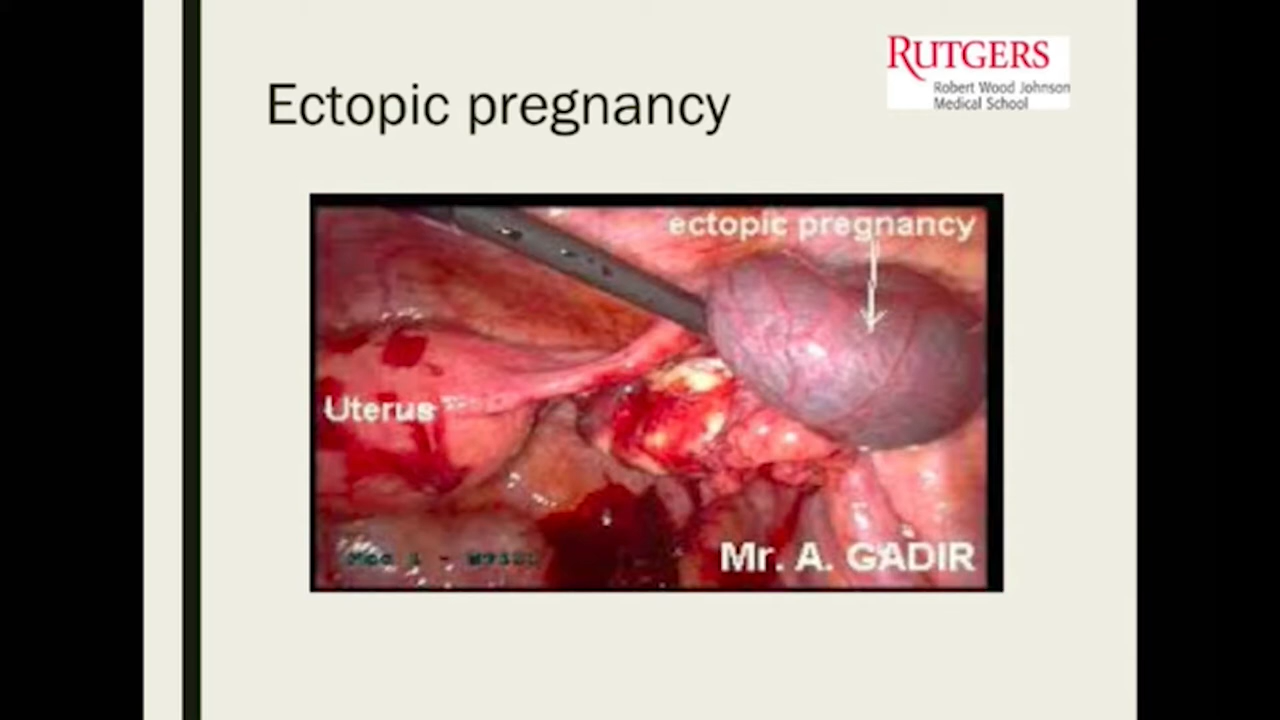 RUTGERS
Robert Wood Johnson
Medical School
Ectopic pregnancy
ectopic pregnancy
Uterus
Mr. A. GADIR